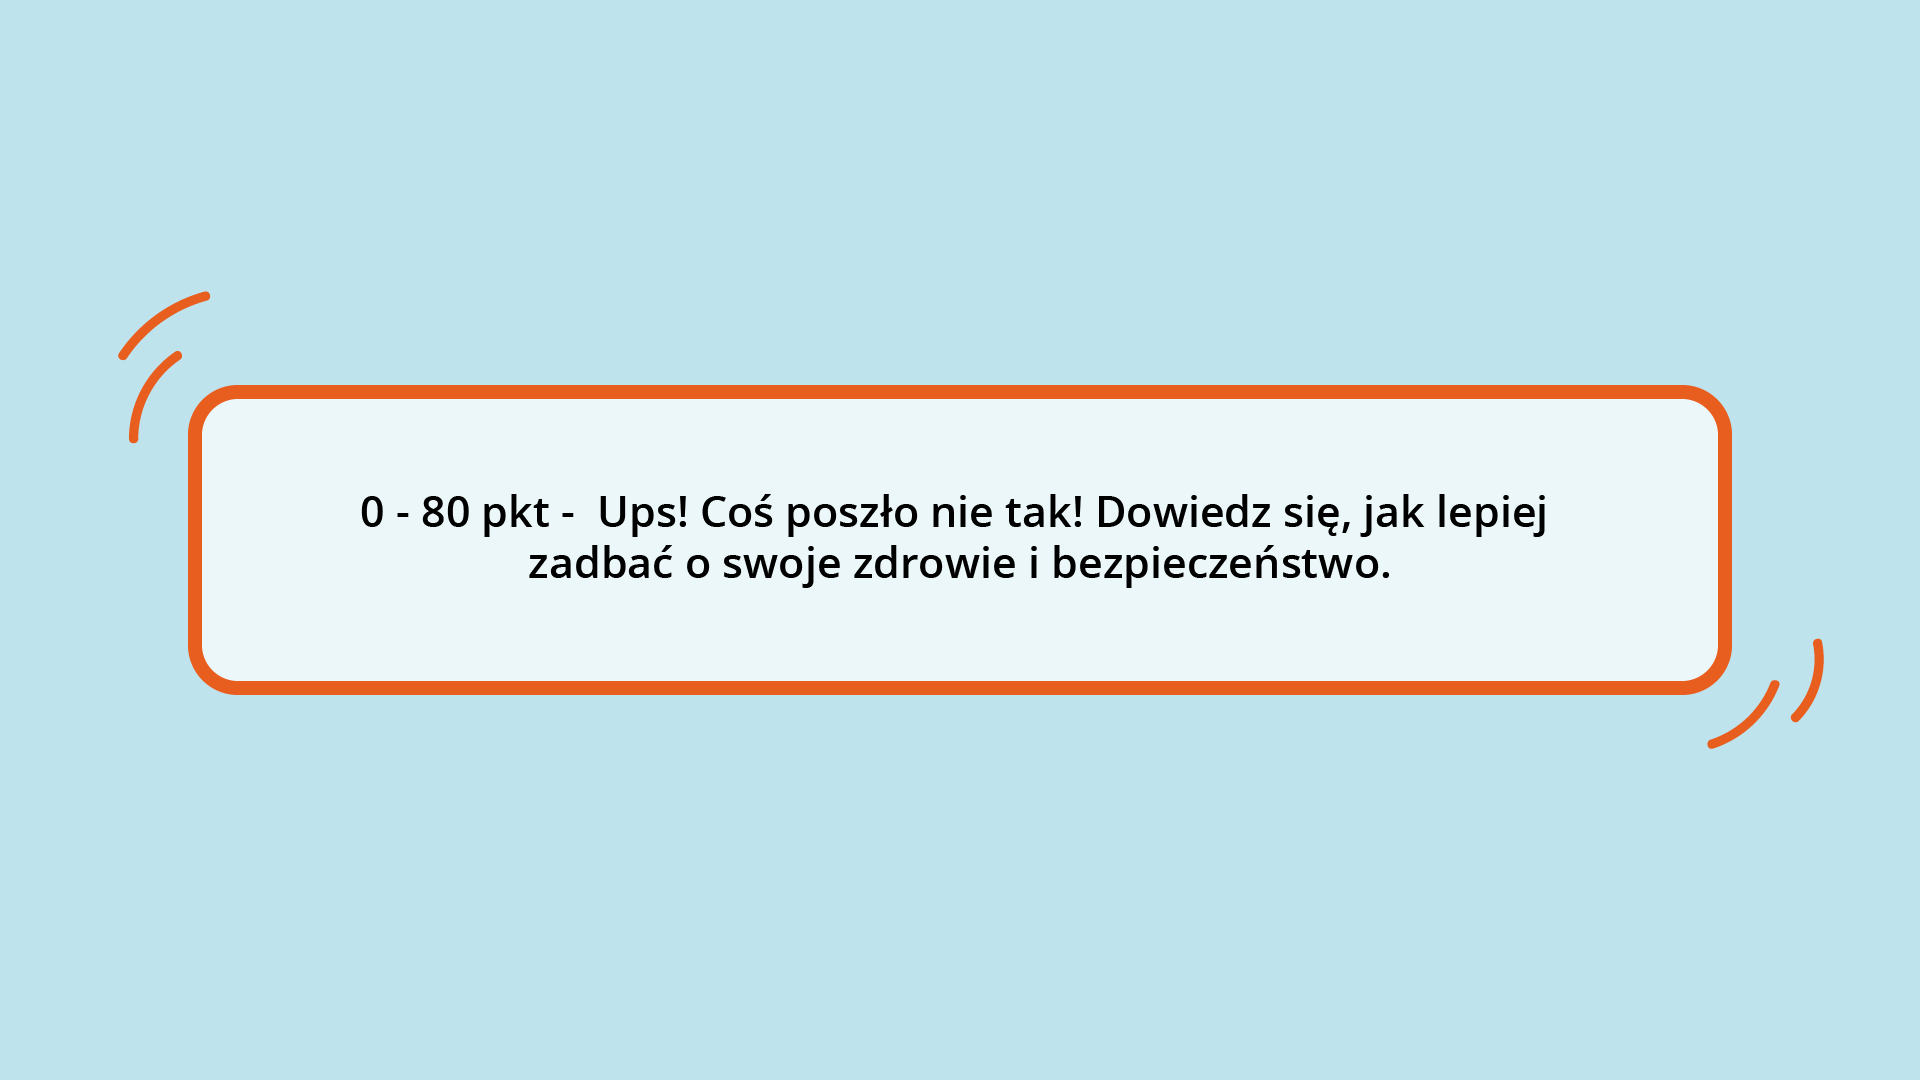 0 - 80 pkt -  Ups! Coś poszło nie tak! Dowiedz się, jak lepiej
zadbać o swoje zdrowie i bezpieczeństwo.